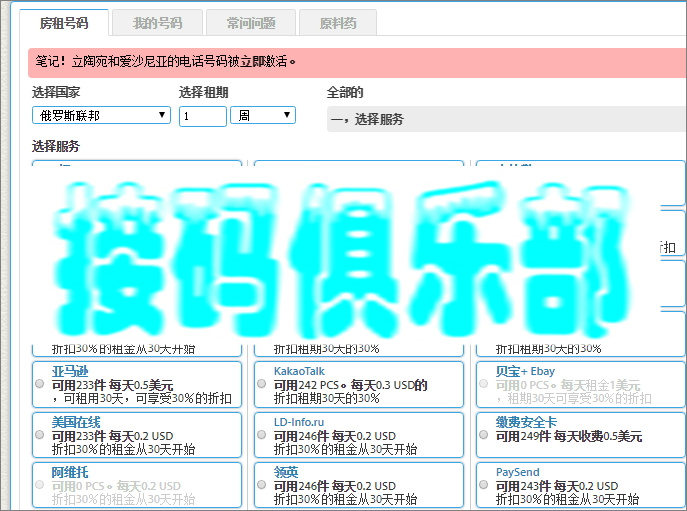 房租号码 我的号码 常问问题 原料药
笔记！立陶宛和爱沙尼亚的电话号码被立即激活。
选择国家 选择租期 全部的
俄罗斯联邦 1 周 一，选择服务
选择服务
接码俱乐部
折扣
折扣30%的租金从30天开始 折扣租期30天的30% 折扣租期30天的30%
亚马逊 KakaoTalk 贝宝+ Ebay
可用233件 每天0.5美元 可用242 PCS。每天0.3 USD的 可用0 PCS。每天租金1美元
，可租用30天，可享受30%的折扣 折扣租期30天的30% ，租期30天可享受30%的折扣
美国在线 LD-Info.ru 缴费安全卡
可用233件 每天0.2 USD 可用246件 每天0.2 USD 可用249件 每天收费0.5美元
折扣30%的租金从30天开始 折扣30%的租金从30天开始
阿维托 领英 PaySend
可用0 PCS。每天0.2 USD 可用246件 每天0.2 USD 可用243件 每天0.2 USD
折扣30%的租金从30天开始 折扣30%的租金从30天开始 折扣30%的租金从30天开始